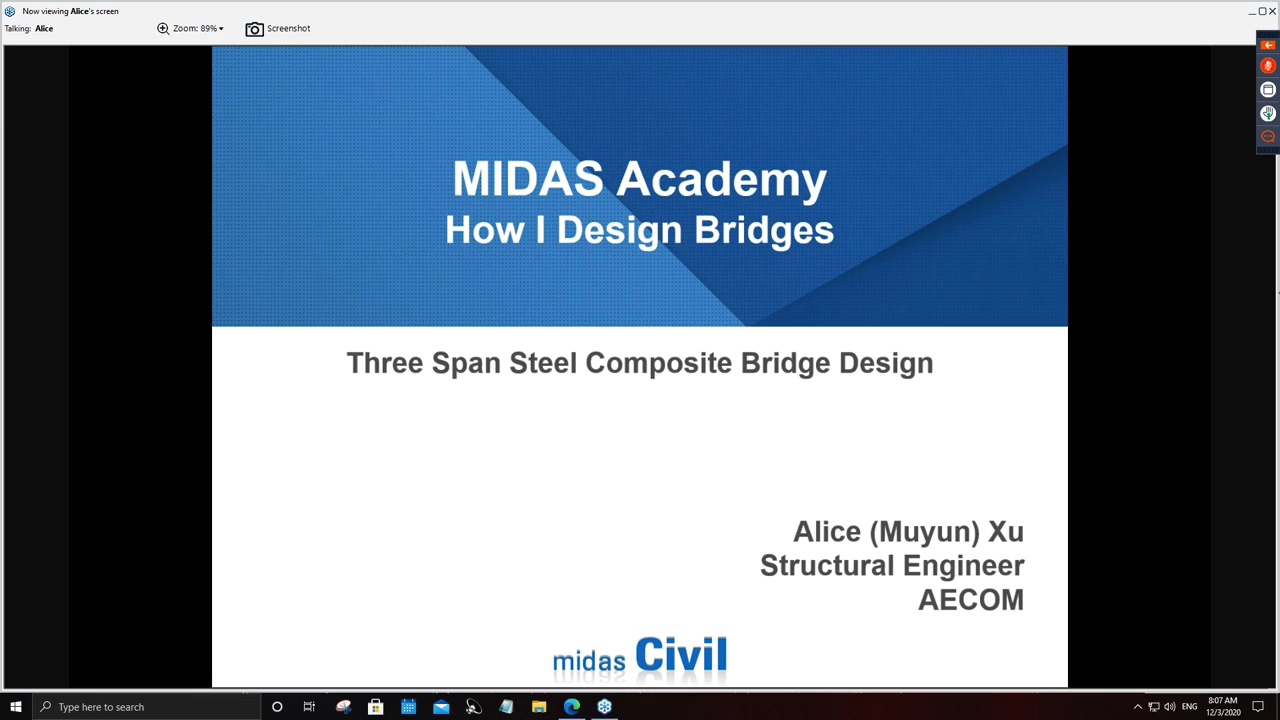 Now viewing Alice's screen
Talking: Alice
Zoom: 89%
Screenshot
MIDAS Academy
How I Design Bridges
Three Span Steel Composite Bridge Design
Alice (Muyun) Xu
Structural Engineer
AECOM
midas Civil
Type here to search
ENG
8:07 AM
12/3/2020